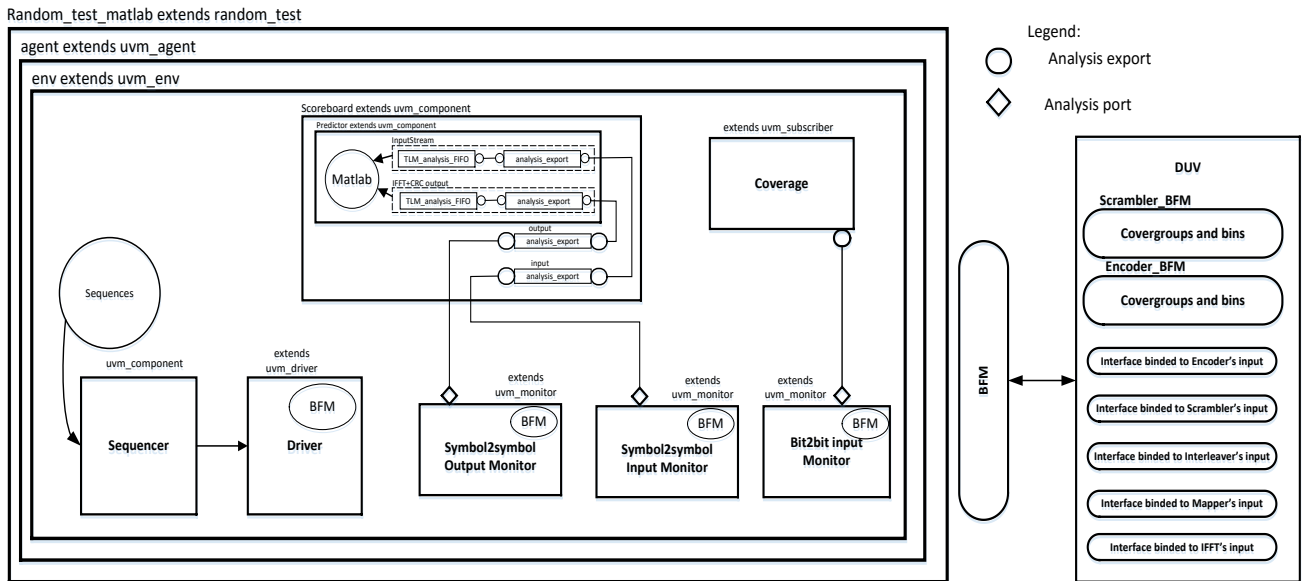 Random_test_matlab extends random_test
agent extends uvm_agent
env extends uvm_env
Scoreboard extends uvm_component
Predictor extends uvm_component
InputStream
TLM_analysis_FIFO
analysis_export
Matlab
IFFT+CRC output
TLM_analysis_FIFO
analysis_export
output
analysis_export
input
analysis_export
extends uvm_subscriber
Coverage
Sequences
uvm_component
Sequencer
extends
uvm_driver
BFM
Driver
extends
uvm_monitor
BFM
Symbol2symbol
Output Monitor
extends
uvm_monitor
BFM
Symbol2symbol
Input Monitor
extends
uvm_monitor
BFM
Bit2bit input
Monitor
Legend:
Analysis export
Analysis port
BFM
DUV
Scrambler_BFM
Covergroups and bins
Encoder_BFM
Covergroups and bins
Interface binded to Encoder's input
Interface binded to Scrambler's input
Interface binded to Interleaver's input
Interface binded to Mapper's input
Interface binded to IFFT's input